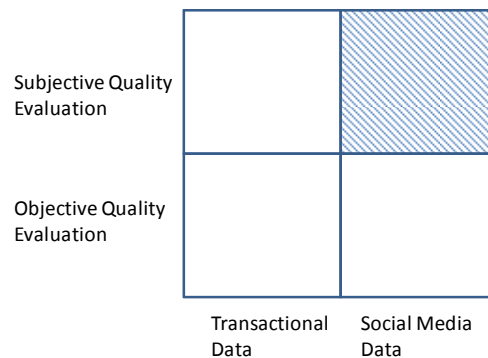 Subjective Quality
Evaluation
Objective Quality
Evaluation
Transactional
Data
Social Media
Data